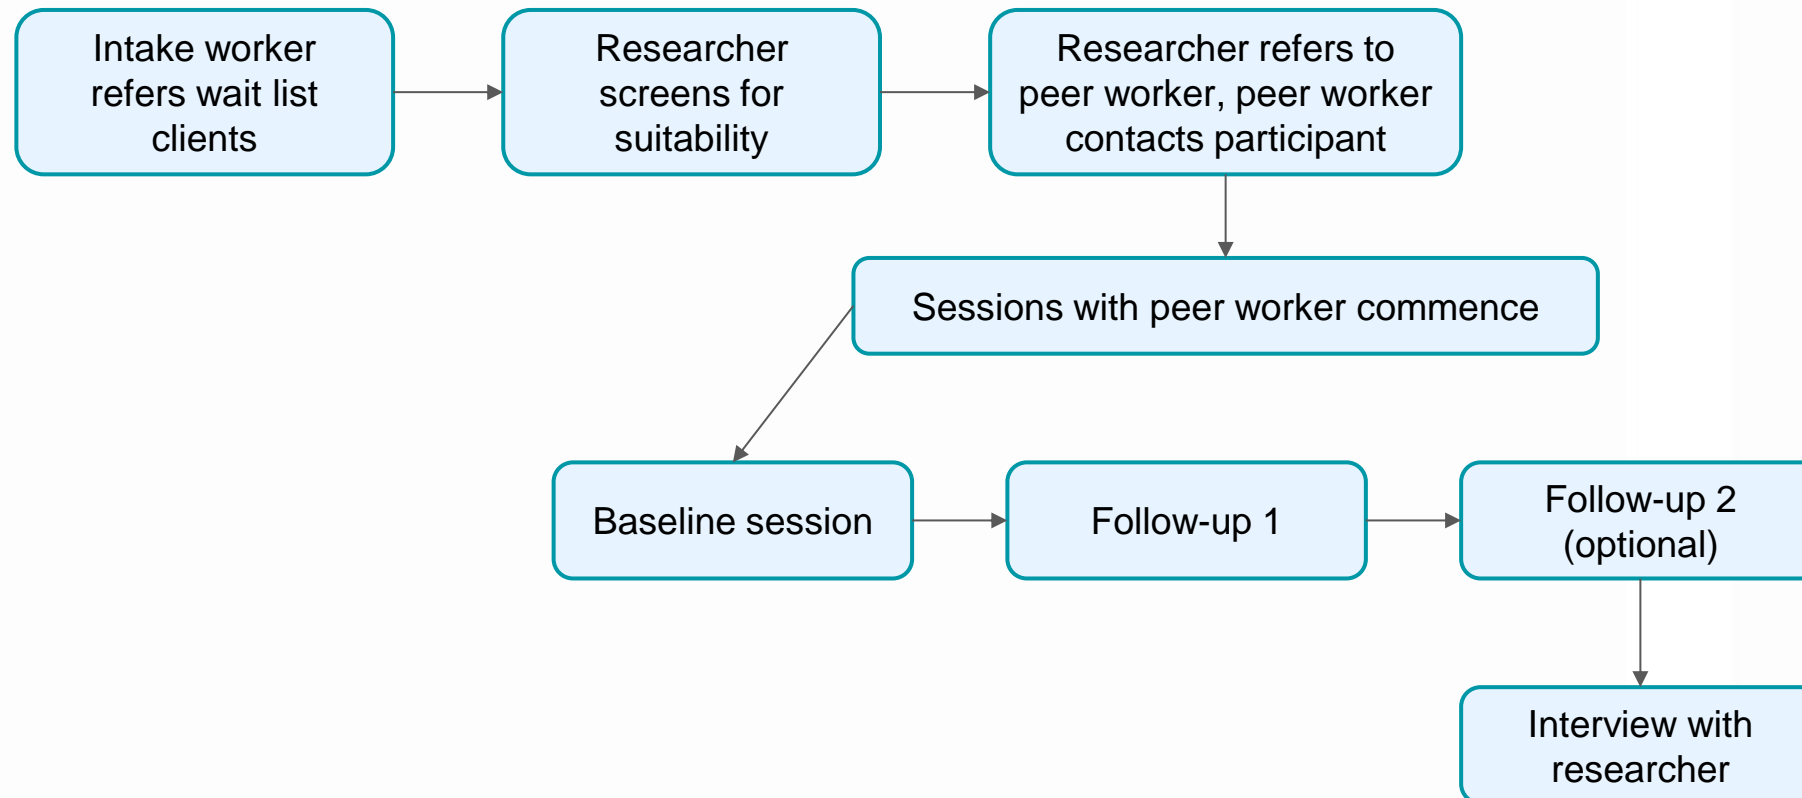 Intake worker
refers wait list
clients
Researcher
screens for
suitability
Researcher refers to
peer worker, peer worker
contacts participant
Sessions with peer worker commence
Baseline session
Follow-up 1
Follow-up 2
(optional)
Interview with
researcher